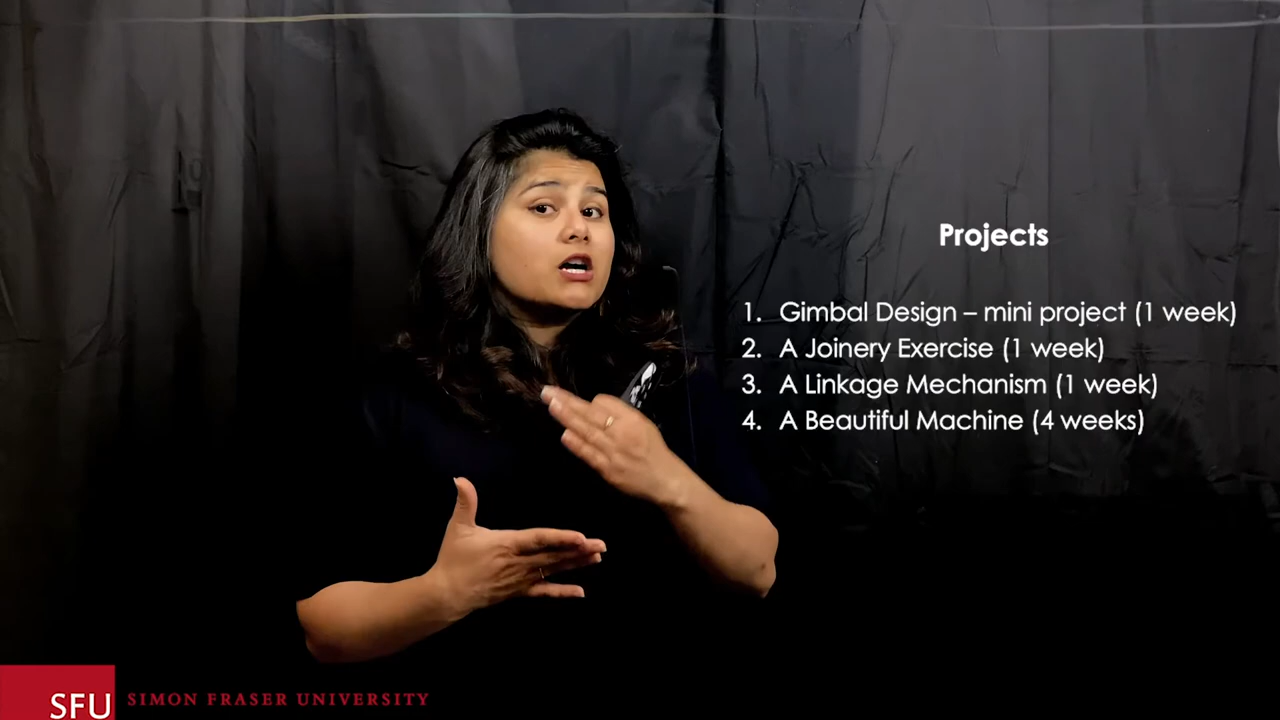 Projects
1. Gimbal Design – mini project (1 week)
2. A Joinery Exercise (1 week)
3. A Linkage Mechanism (1 week)
4. A Beautiful Machine (4 weeks)
SFU SIMON FRASER UNIVERSITY